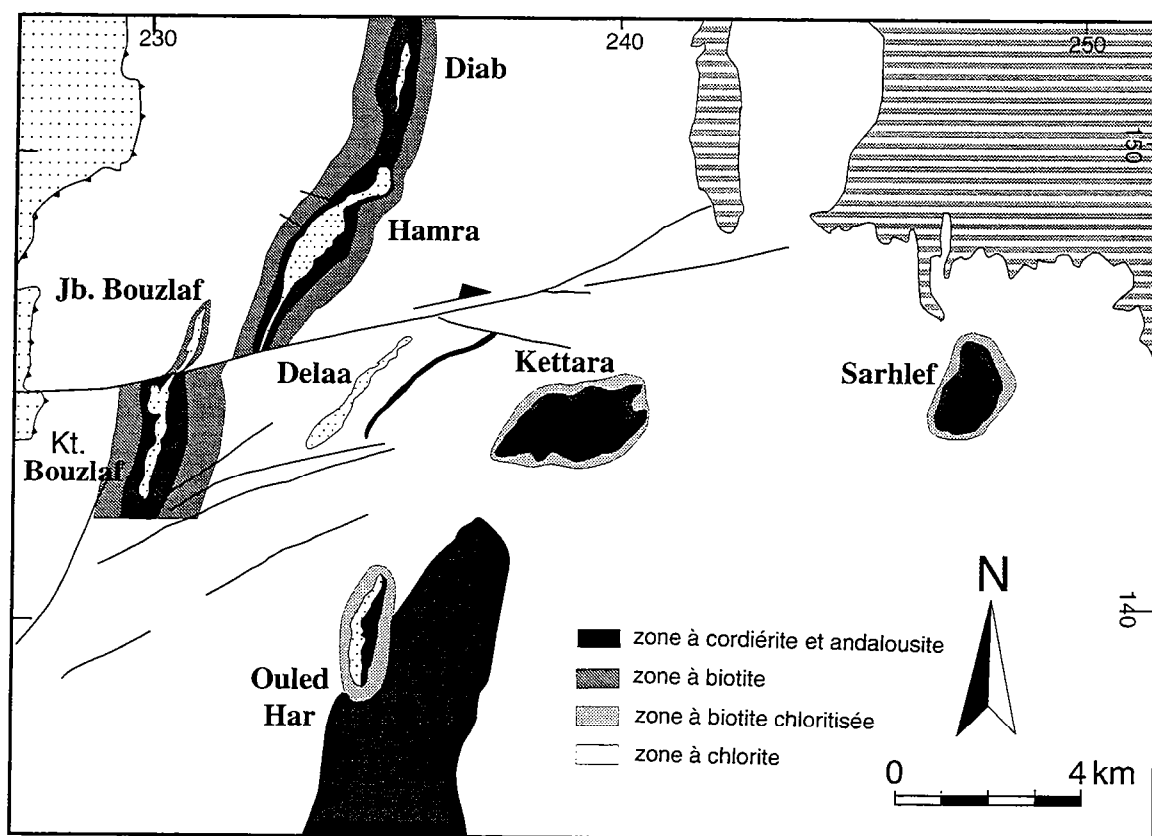 230
240
250
Diab
150
Hamra
Jb. Bouzlaf
Delaa
Kettara
Sarhlef
Kt.
Bouzlaf
N
140
Ouled
Har
zone à cordiérite et andalousite
zone à biotite
zone à biotite chloritisée
zone à chlorite
0
4 km